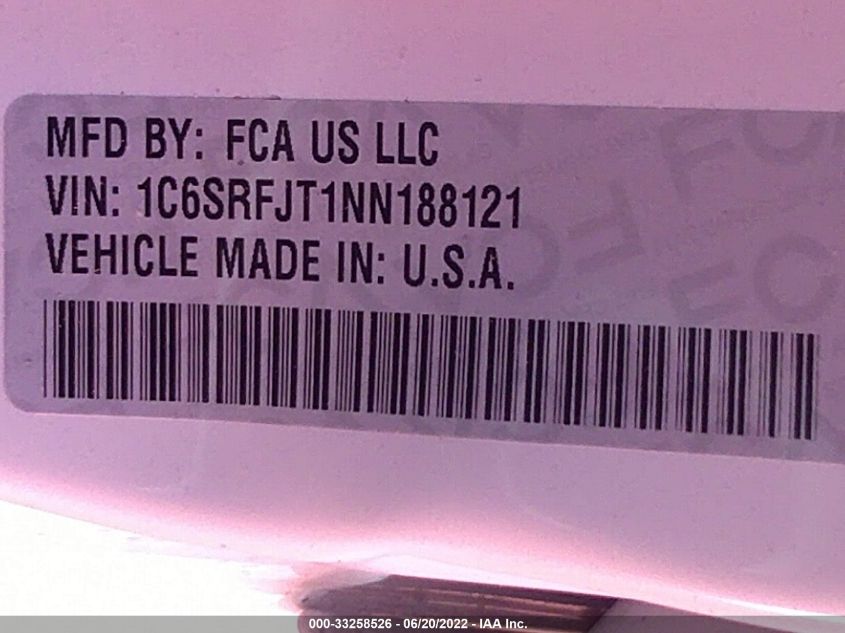 MFD BY: FCA US LLC
VIN: 1C6SRFJT1NN188121
VEHICLE MADE IN: U.S.A.
000-33258526 - 06/20/2022 - IAA Inc.